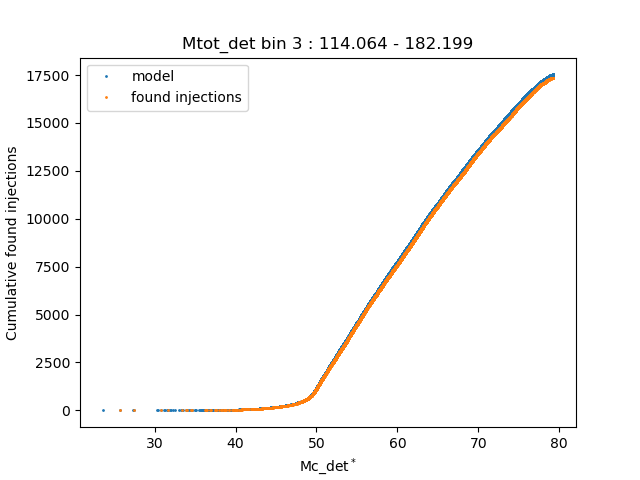 Mtot_det bin 3 : 114.064 - 182.199
model
found injections
Cumulative found injections
17500
15000
12500
10000
7500
5000
2500
0
30 40 50 60 70 80
Mc_det*